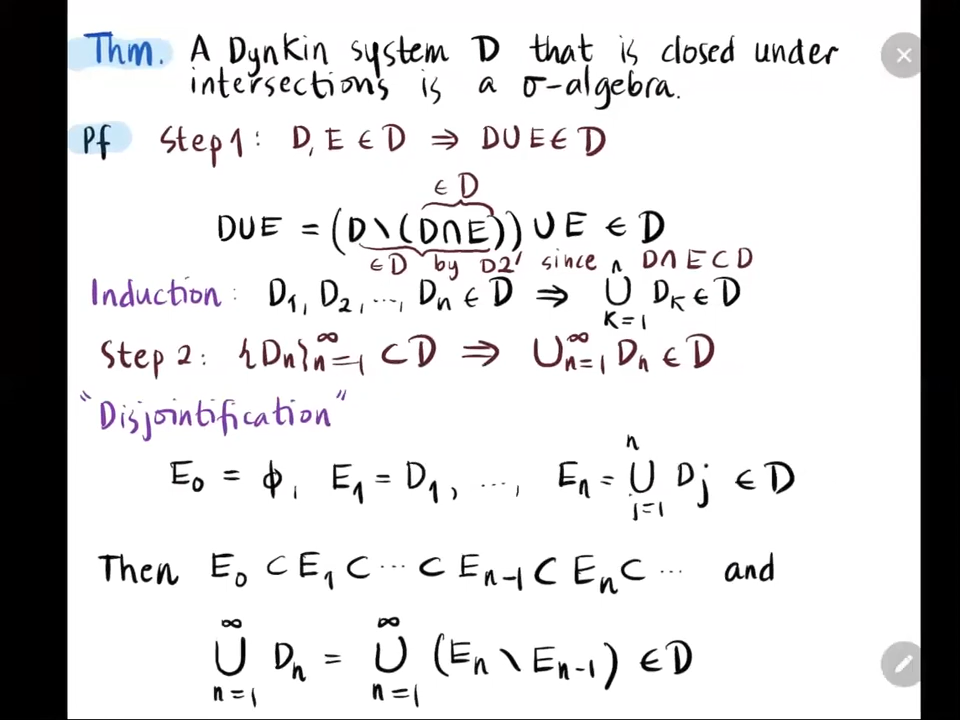 Thm. A Dynkin system D that is closed under
intersections is a σ-algebra.
Pf Step 1: D, E ∈ D ⇒ D∪E ∈ D
∈ D
D∪E = (D \ (D∩E)) ∪ E ∈ D
∈D by D2' since D∩E ⊂ D
Induction: D₁, D₂, ..., Dₙ ∈ D ⇒ ⋃ₖ₌₁ⁿ Dₖ ∈ D
Step 2: {Dₙ}ₙ₌₁^∞ ⊂ D ⇒ ⋃ₙ₌₁^∞ Dₙ ∈ D
"Disjointification"
E₀ = ϕ, E₁ = D₁, ..., Eₙ = ⋃ⱼ₌₁ⁿ Dj ∈ D
Then E₀ ⊂ E₁ ⊂ ... ⊂ Eₙ₋₁ ⊂ Eₙ ⊂ ... and
⋃ₙ₌₁^∞ Dₙ = ⋃ₙ₌₁^∞ (Eₙ \ Eₙ₋₁) ∈ D